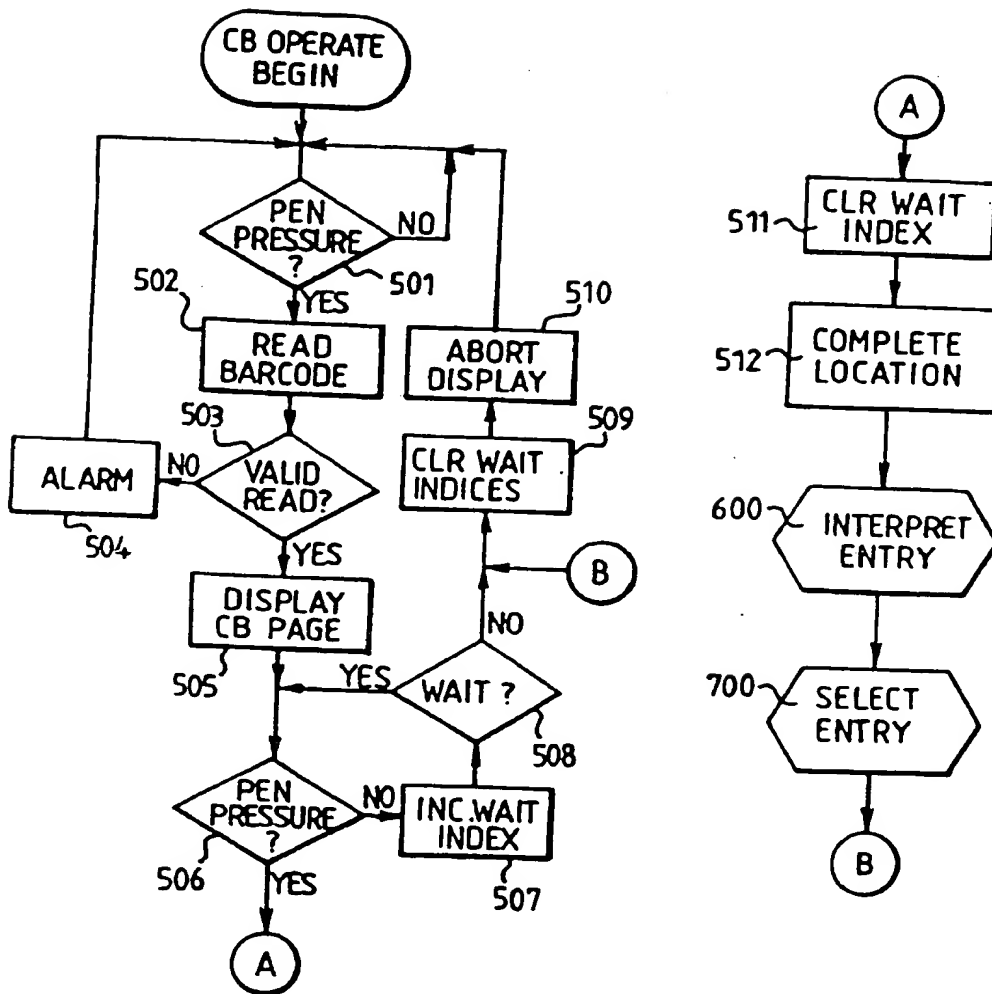 CB OPERATE
BEGIN
PEN
PRESSURE
?
NO
501
YES
502
READ
BARCODE
503
VALID
READ?
NO
ALARM
504
YES
DISPLAY
CB PAGE
505
PEN
PRESSURE
?
506
NO
YES
A
INC.WAIT
INDEX
507
WAIT ?
508
YES
NO
B
CLR WAIT
INDICES
509
ABORT
DISPLAY
510
A
CLR WAIT
INDEX
511
COMPLETE
LOCATION
512
600
INTERPRET
ENTRY
700
SELECT
ENTRY
B